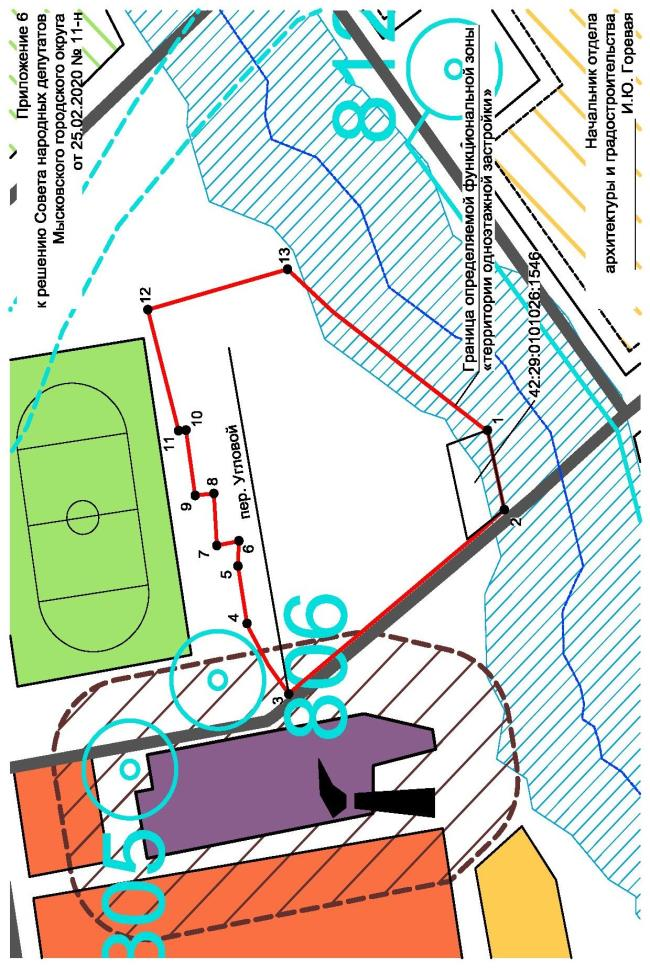 Приложение 6
к решению Совета народных депутатов
Мысковского городского округа
от 25.02.2020 № 11-н
812
Граница определяемой функциональной зоны
«территории одноэтажной застройки»
42:29:0101026:1546
пер. Угловой
1
2
3
4
5
6
7
8
9
10
11
12
13
806
805
Начальник отдела
архитектуры и градостроительства
И.Ю. Горевая